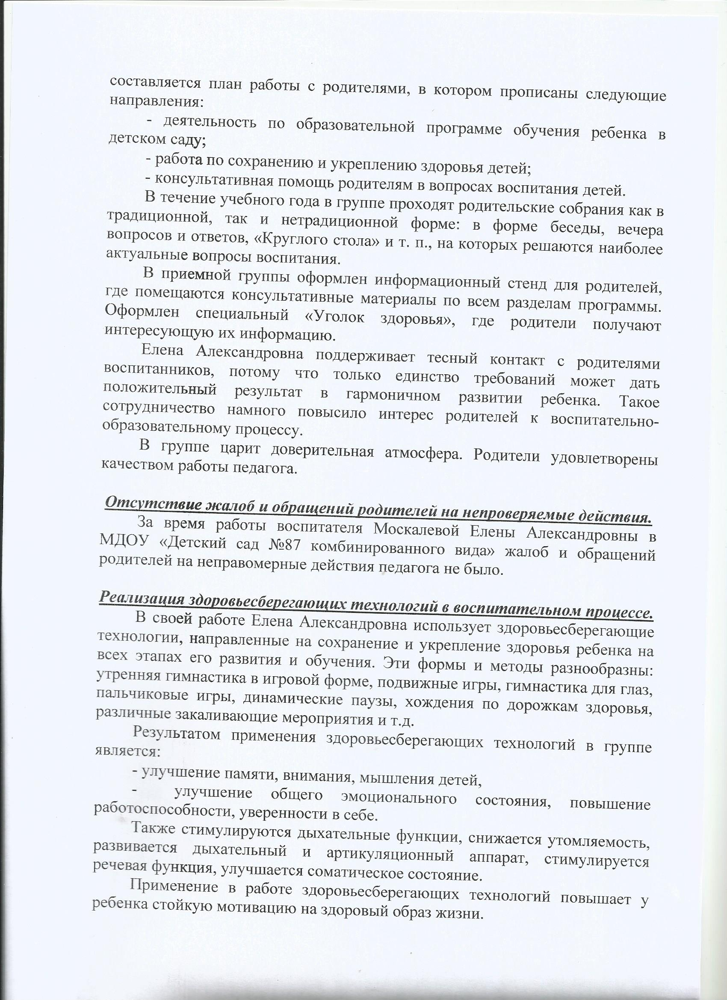 составляется план работы с родителями, в котором прописаны следующие
направления:
- деятельность по образовательной программе обучения ребенка в
детском саду;
- работа по сохранению и укреплению здоровья детей;
- консультативная помощь родителям в вопросах воспитания детей.
В течение учебного года в группе проходят родительские собрания как в
традиционной, так и нетрадиционной форме: в форме беседы, вечера
вопросов и ответов, «Круглого стола» и т. п., на которых решаются наиболее
актуальные вопросы воспитания.
В приемной группы оформлен информационный стенд для родителей,
где помещаются консультативные материалы по всем разделам программы.
Оформлен специальный «Уголок здоровья», где родители получают
интересующую их информацию.
Елена Александровна поддерживает тесный контакт с родителями
воспитанников, потому что только единство требований может дать
положительный результат в гармоничном развитии ребенка. Такое
сотрудничество намного повысило интерес родителей к воспитательно-
образовательному процессу.
В группе царит доверительная атмосфера. Родители удовлетворены
качеством работы педагога.
Отсутствие жалоб и обращений родителей на непроверяемые действия.
За время работы воспитателя Москалевой Елены Александровны в
МДОУ «Детский сад №87 комбинированного вида» жалоб и обращений
родителей на неправомерные действия педагога не было.
Реализация здоровьесберегающих технологий в воспитательном процессе.
В своей работе Елена Александровна использует здоровьесберегающие
технологии, направленные на сохранение и укрепление здоровья ребенка на
всех этапах его развития и обучения. Эти формы и методы разнообразны:
утренняя гимнастика в игровой форме, подвижные игры, гимнастика для глаз,
пальчиковые игры, динамические паузы, хождения по дорожкам здоровья,
различные закаливающие мероприятия и т.д.
Результатом применения здоровьесберегающих технологий в группе
является:
- улучшение памяти, внимания, мышления детей,
- улучшение общего эмоционального состояния, повышение
работоспособности, уверенности в себе.
Также стимулируются дыхательные функции, снижается утомляемость,
развивается дыхательный и артикуляционный аппарат, стимулируется
речевая функция, улучшается соматическое состояние.
Применение в работе здоровьесберегающих технологий повышает у
ребенка стойкую мотивацию на здоровый образ жизни.